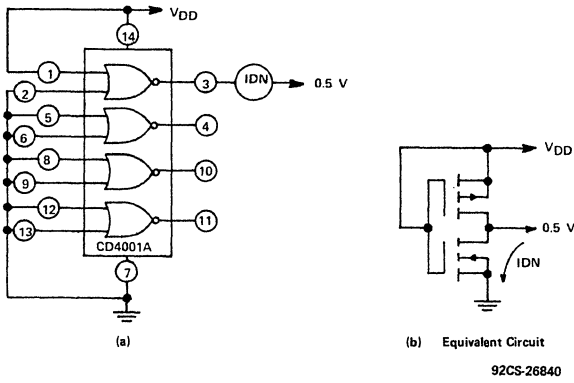 VDD
14
1
2
3
IDN
0.5 V
5
6
4
8
9
10
12
13
11
CD4001A
7
(a)
VDD
0.5 V
IDN
(b) Equivalent Circuit
92CS-26840